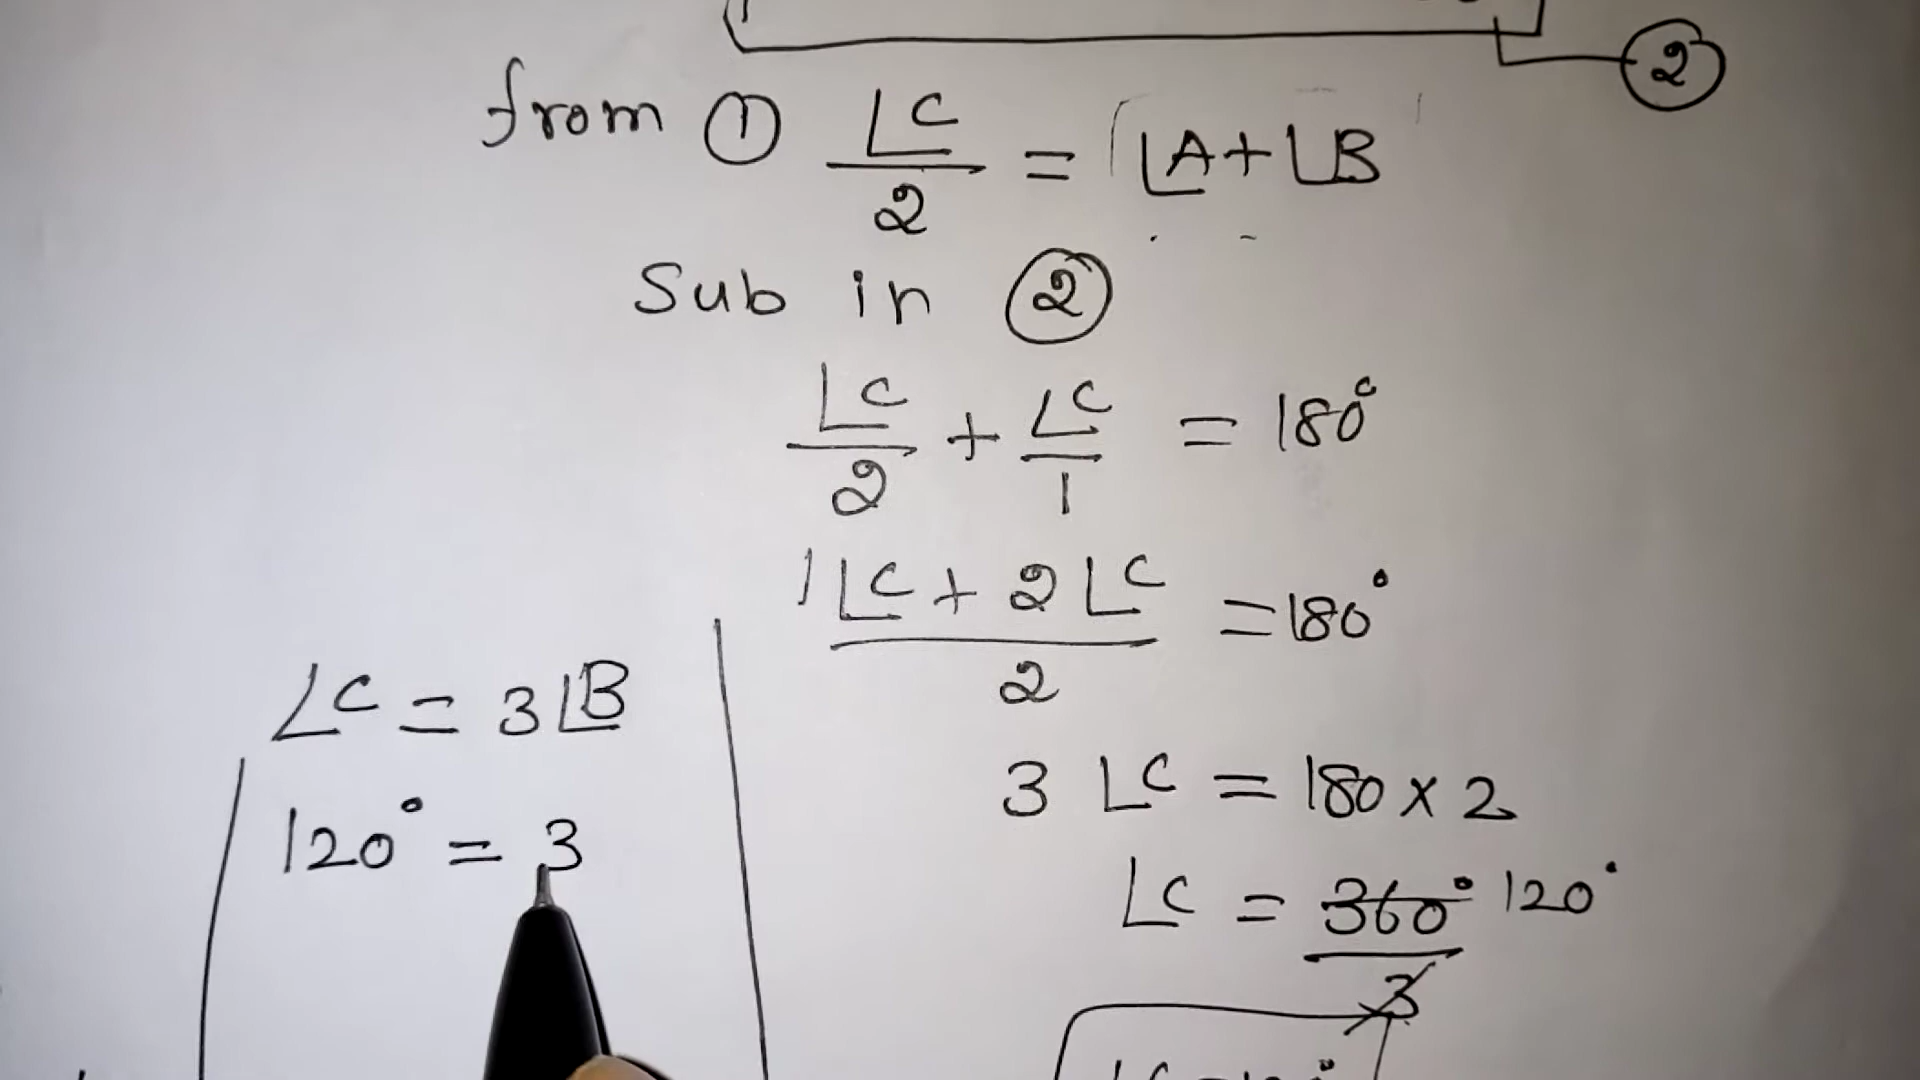 ②
from ① ∠C/2 = ∠A+∠B
Sub in ②
∠C/2 + ∠C/1 = 180°
1∠C + 2∠C/2 = 180°
3 ∠C = 180 × 2
∠C = 360°/3 120°
∠C = 3∠B
120° = 3